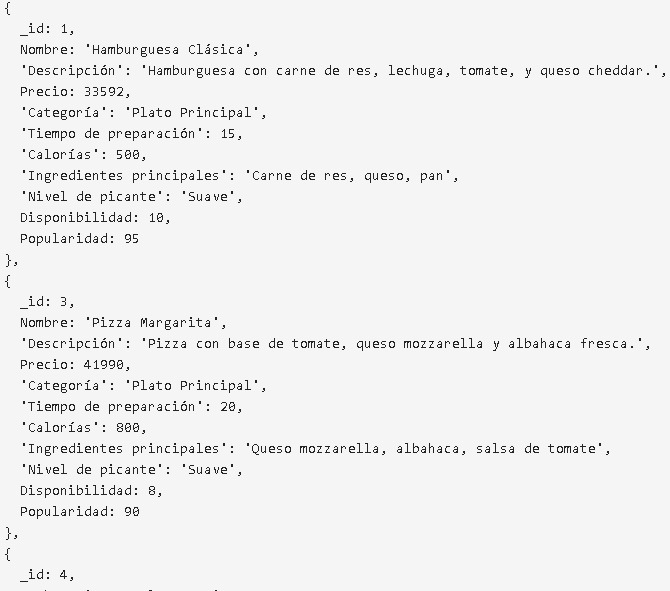 {
  _id: 1,
  Nombre: 'Hamburguesa Clásica',
  'Descripción': 'Hamburguesa con carne de res, lechuga, tomate, y queso cheddar.',
  Precio: 33592,
  'Categoría': 'Plato Principal',
  'Tiempo de preparación': 15,
  'Calorías': 500,
  'Ingredientes principales': 'Carne de res, queso, pan',
  'Nivel de picante': 'Suave',
  Disponibilidad: 10,
  Popularidad: 95
},
{
  _id: 3,
  Nombre: 'Pizza Margarita',
  'Descripción': 'Pizza con base de tomate, queso mozzarella y albahaca fresca.',
  Precio: 41990,
  'Categoría': 'Plato Principal',
  'Tiempo de preparación': 20,
  'Calorías': 800,
  'Ingredientes principales': 'Queso mozzarella, albahaca, salsa de tomate',
  'Nivel de picante': 'Suave',
  Disponibilidad: 8,
  Popularidad: 90
},
{
  _id: 4,